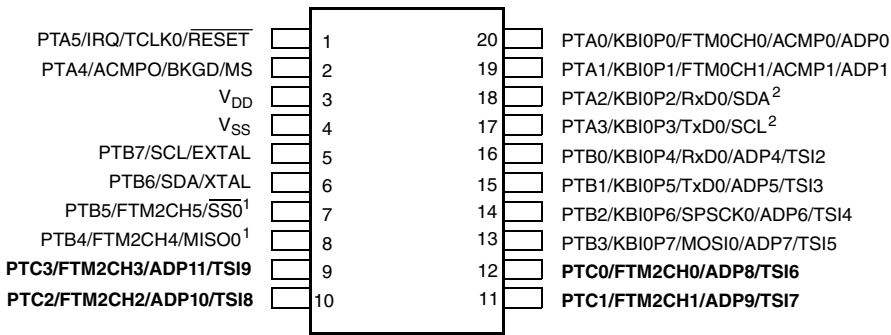 PTA5/IRQ/TCLK0/RESET 1 20 PTA0/KBI0P0/FTM0CH0/ACMP0/ADP0
PTA4/ACMPO/BKGD/MS 2 19 PTA1/KBI0P1/FTM0CH1/ACMP1/ADP1
VDD 3 18 PTA2/KBI0P2/RxD0/SDA2
VSS 4 17 PTA3/KBI0P3/TxD0/SCL2
PTB7/SCL/EXTAL 5 16 PTB0/KBI0P4/RxD0/ADP4/TSI2
PTB6/SDA/XTAL 6 15 PTB1/KBI0P5/TxD0/ADP5/TSI3
PTB5/FTM2CH5/SS01 7 14 PTB2/KBI0P6/SPSCK0/ADP6/TSI4
PTB4/FTM2CH4/MISO01 8 13 PTB3/KBI0P7/MOSI0/ADP7/TSI5
PTC3/FTM2CH3/ADP11/TSI9 9 12 PTC0/FTM2CH0/ADP8/TSI6
PTC2/FTM2CH2/ADP10/TSI8 10 11 PTC1/FTM2CH1/ADP9/TSI7